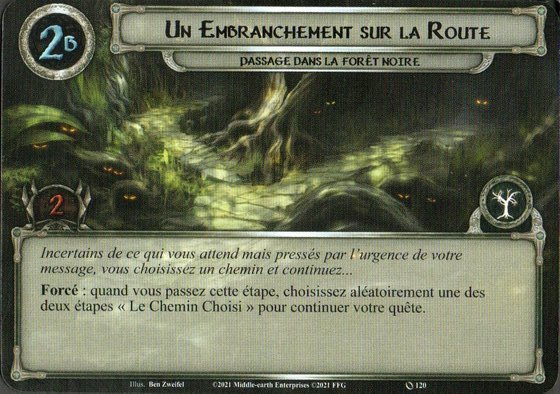 2B
Un Embranchement sur la Route
Passage dans la Forêt Noire
2
Incertains de ce qui vous attend mais pressés par l'urgence de votre
message, vous choisissez un chemin et continuez...
Forcé : quand vous passez cette étape, choisissez aléatoirement une des
deux étapes « Le Chemin Choisi » pour continuer votre quête.
Illus. Ben Zweifel ©2021 Middle-earth Enterprises ©2021 FFG 120